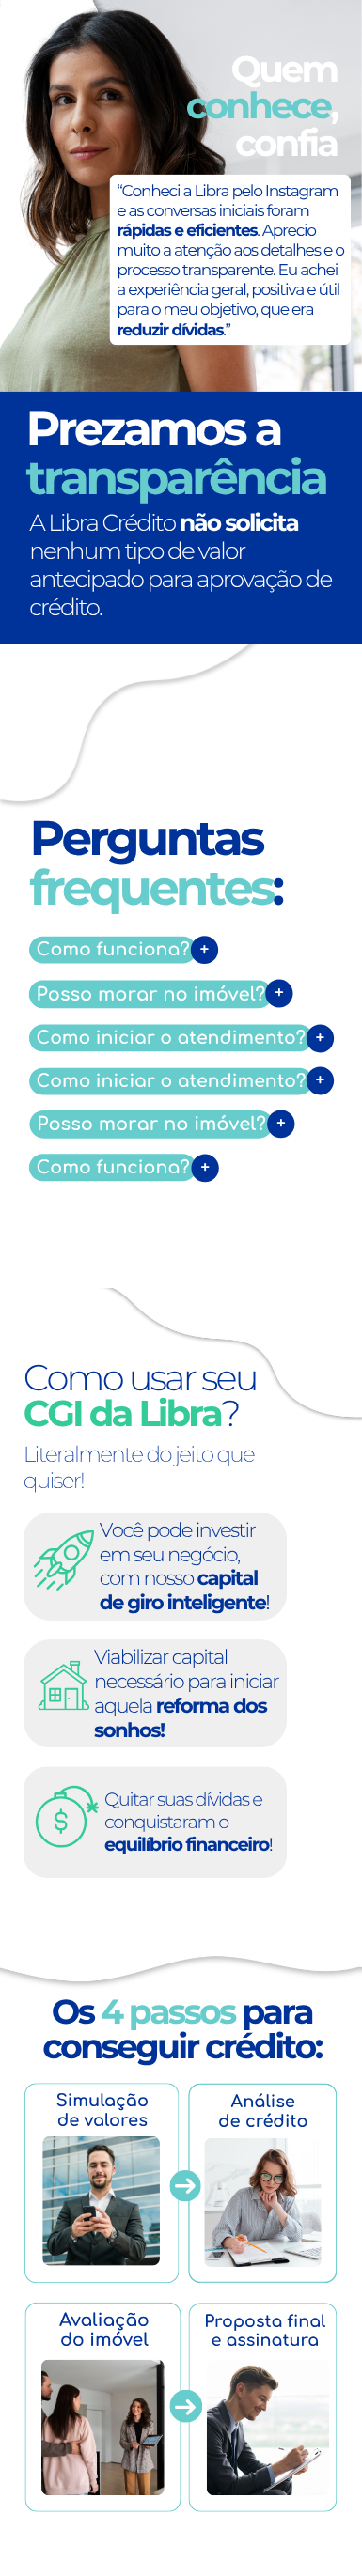 Quem
conhece,
confia
“Conheci a Libra pelo Instagram
e as conversas iniciais foram
rápidas e eficientes. Aprecio
muito a atenção aos detalhes e o
processo transparente. Eu achei
a experiência geral, positiva e útil
para o meu objetivo, que era
reduzir dívidas.”
Prezamos a
transparência
A Libra Crédito não solicita
nenhum tipo de valor
antecipado para aprovação de
crédito.
Perguntas
frequentes:
Como funciona? +
Posso morar no imóvel? +
Como iniciar o atendimento? +
Como iniciar o atendimento? +
Posso morar no imóvel? +
Como funciona? +
Como usar seu
CGI da Libra?
Literalmente do jeito que
quiser!
Você pode investir
em seu negócio,
com nosso capital
de giro inteligente!
Viabilizar capital
necessário para iniciar
aquela reforma dos
sonhos!
$
Quitar suas dívidas e
conquistaram o
equilíbrio financeiro!
Os 4 passos para
conseguir crédito:
Simulação
de valores
Análise
de crédito
Avaliação
do imóvel
Proposta final
e assinatura